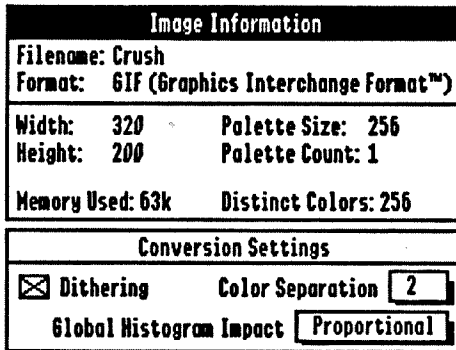 Image Information
Filename: Crush
Format: GIF (Graphics Interchange Format™)
Width: 320 Palette Size: 256
Height: 200 Palette Count: 1
Memory Used: 63k Distinct Colors: 256
Conversion Settings
Dithering Color Separation 2
Global Histogram Impact Proportional